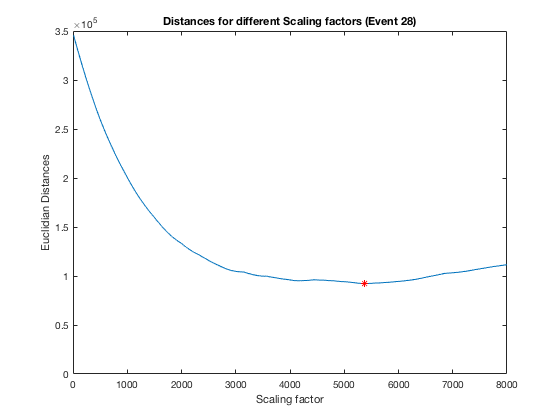 Distances for different Scaling factors (Event 28)
×10^5
3.5
3
2.5
2
1.5
1
0.5
0
Euclidian Distances
0 1000 2000 3000 4000 5000 6000 7000 8000
Scaling factor